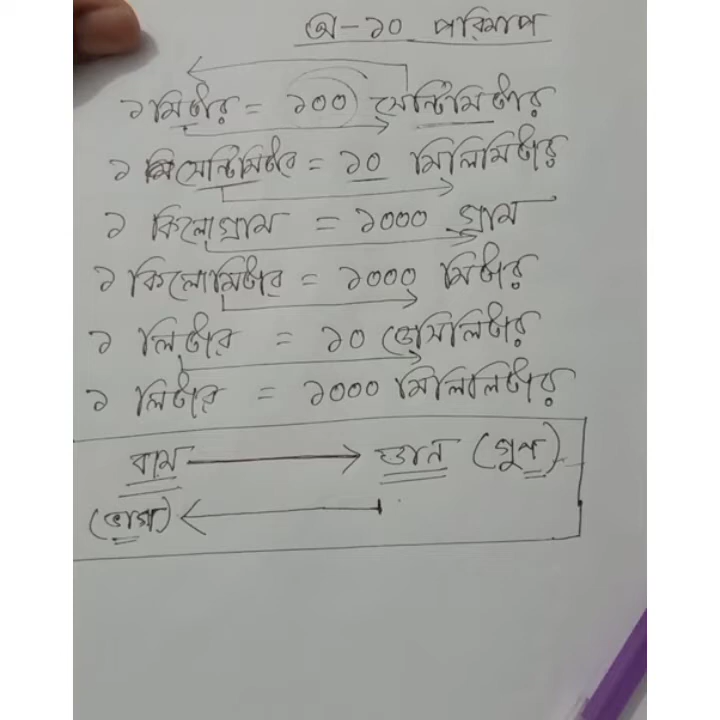 অ-১০ পরিমাপ
১ মিটার = ১০০ সেন্টিমিটার
১ সেন্টিমিটার = ১০ মিলিমিটার
১ কিলোগ্রাম = ১০০০ গ্রাম
১ কিলোমিটার = ১০০০ মিটার
১ লিটার = ১০ ডেসিলিটার
১ লিটার = ১০০০ মিলিলিটার
বাম ডান (গুণ)
(ভাগ)